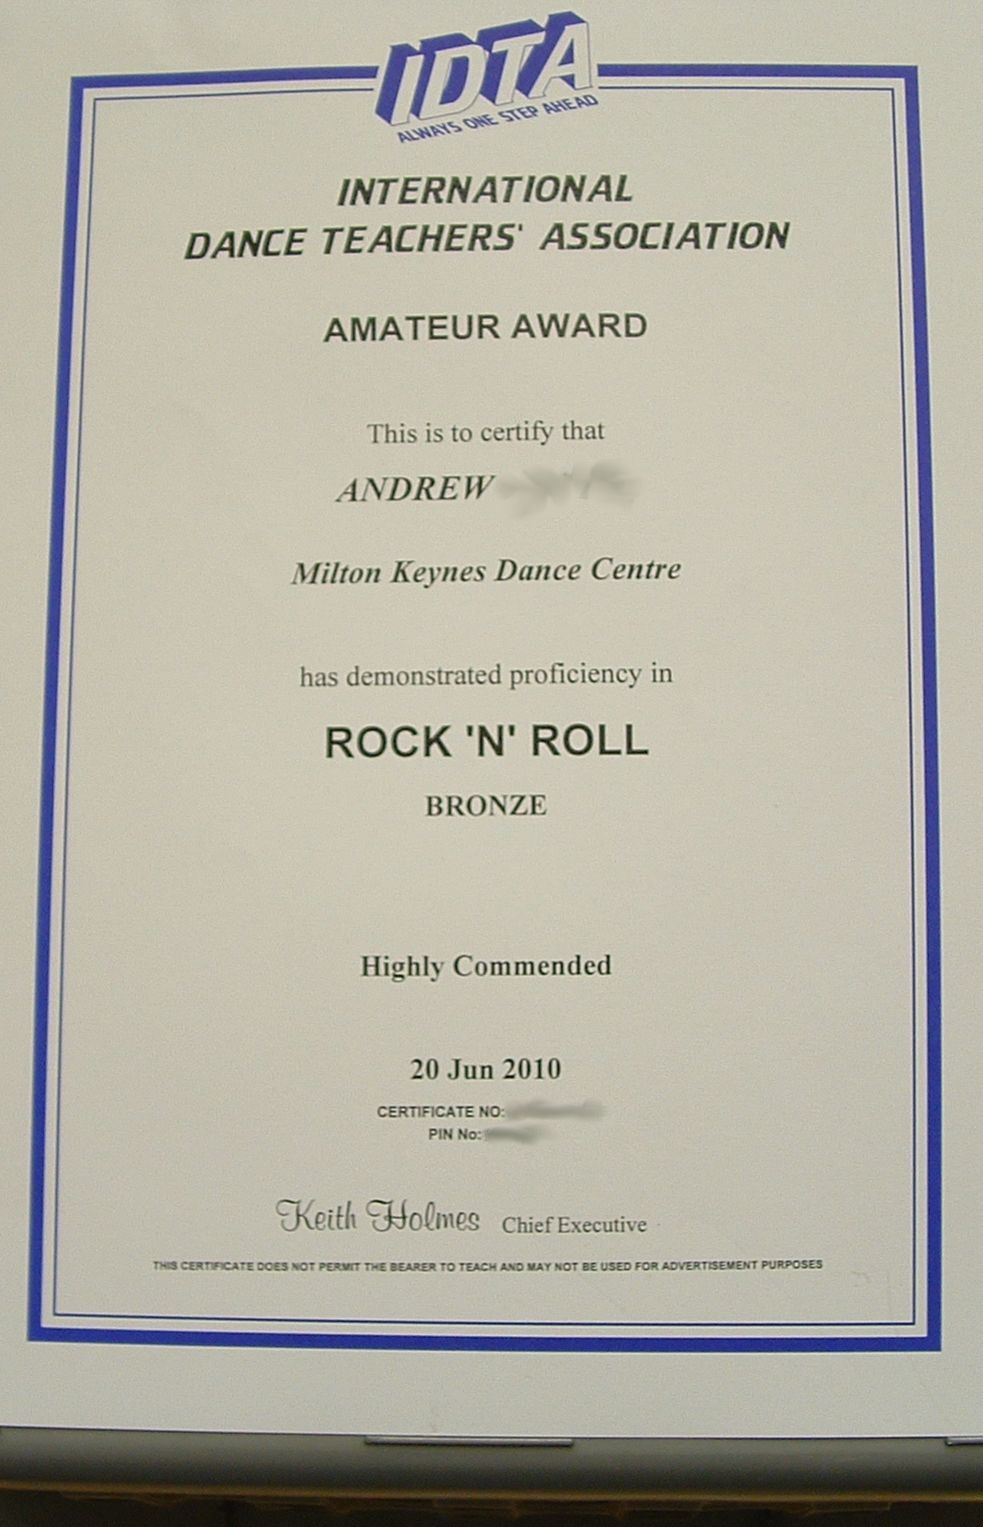 IDTA
ALWAYS ONE STEP AHEAD
INTERNATIONAL
DANCE TEACHERS' ASSOCIATION
AMATEUR AWARD
This is to certify that
ANDREW
Milton Keynes Dance Centre
has demonstrated proficiency in
ROCK 'N' ROLL
BRONZE
Highly Commended
20 Jun 2010
CERTIFICATE NO:
PIN No:
Keith Holmes Chief Executive
THIS CERTIFICATE DOES NOT PERMIT THE BEARER TO TEACH AND MAY NOT BE USED FOR ADVERTISEMENT PURPOSES